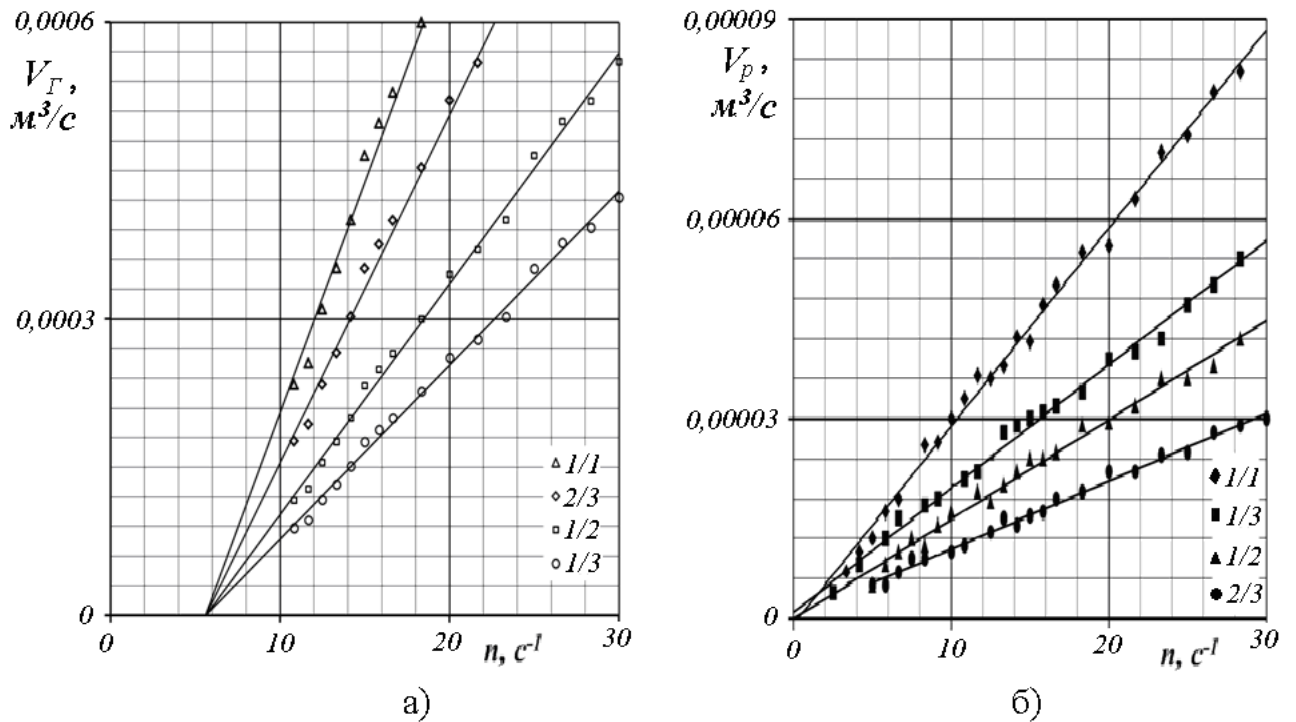 0,0006
V_Г ,
м³/с
0,0003
0
0
10
20
30
n, с⁻¹
1/1
2/3
1/2
1/3
а)
0,00009
V_р ,
м³/с
0,00006
0,00003
0
0
10
20
30
n, с⁻¹
1/1
1/3
1/2
2/3
б)